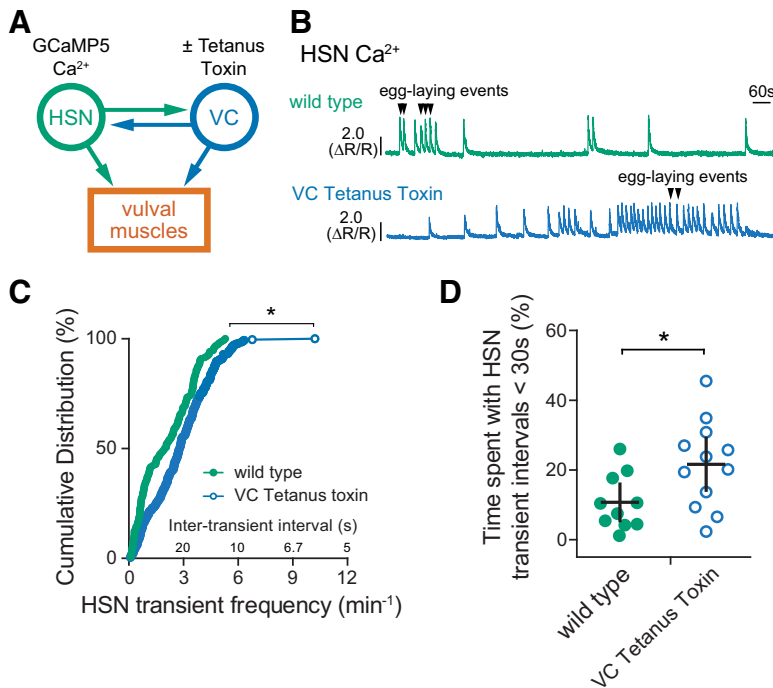 A
GCaMP5
Ca²⁺
± Tetanus
Toxin
HSN
VC
vulval
muscles
B
HSN Ca²⁺
wild type
egg-laying events
60s
2.0
(ΔR/R)
VC Tetanus Toxin
egg-laying events
2.0
(ΔR/R)
C
Cumulative Distribution (%)
100
50
0
*
wild type
VC Tetanus toxin
Inter-transient interval (s)
20 10 6.7 5
0 3 6 9 12
HSN transient frequency (min⁻¹)
D
Time spent with HSN
transient intervals < 30s (%)
60
40
20
0
*
wild type
VC Tetanus Toxin